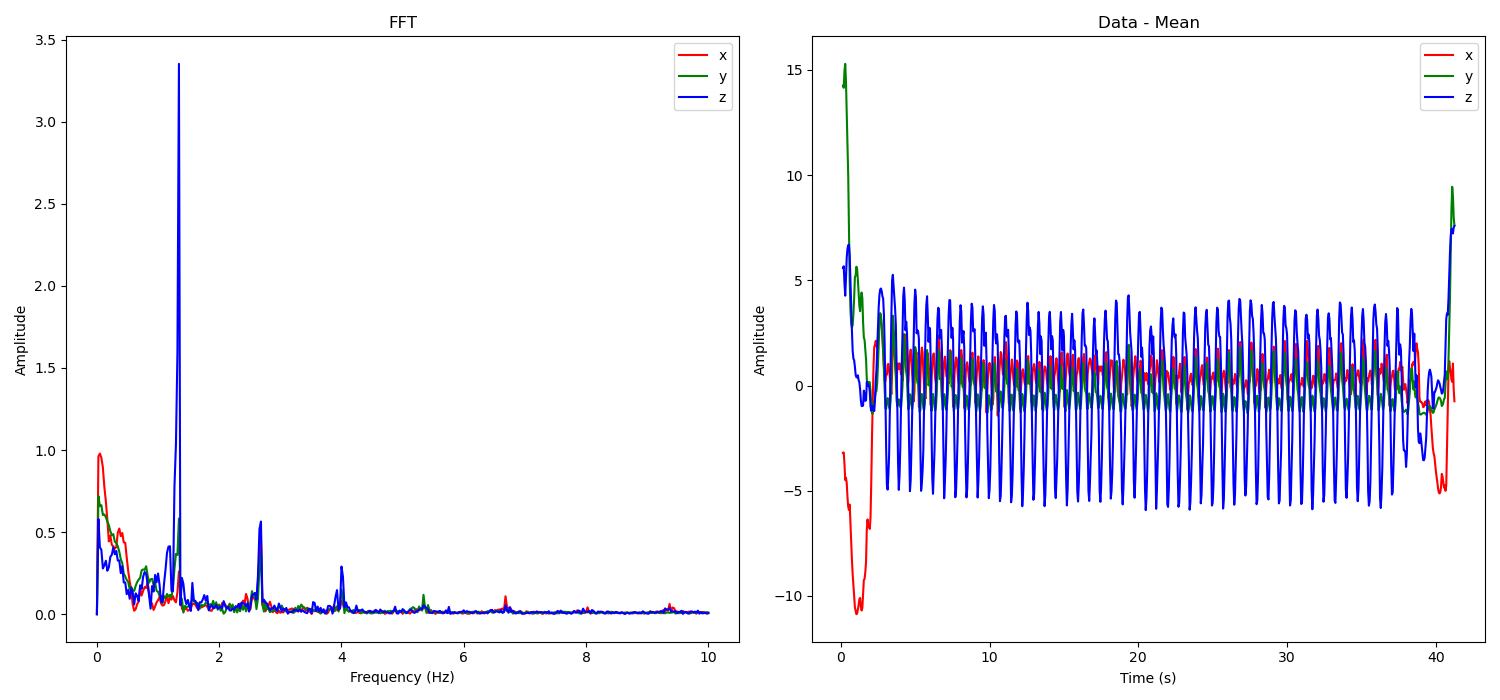 FFT
3.5
3.0
2.5
2.0
1.5
1.0
0.5
0.0
Amplitude
0 2 4 6 8 10
Frequency (Hz)
x
y
z
Data - Mean
15
10
5
0
−5
−10
Amplitude
0 10 20 30 40
Time (s)
x
y
z